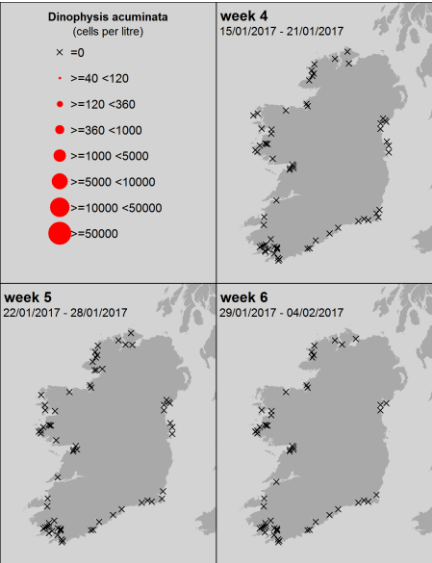 Dinophysis acuminata
(cells per litre)
=0
>=40 <120
>=120 <360
>=360 <1000
>=1000 <5000
>=5000 <10000
>=10000 <50000
>=50000
week 4
15/01/2017 - 21/01/2017
week 5
22/01/2017 - 28/01/2017
week 6
29/01/2017 - 04/02/2017